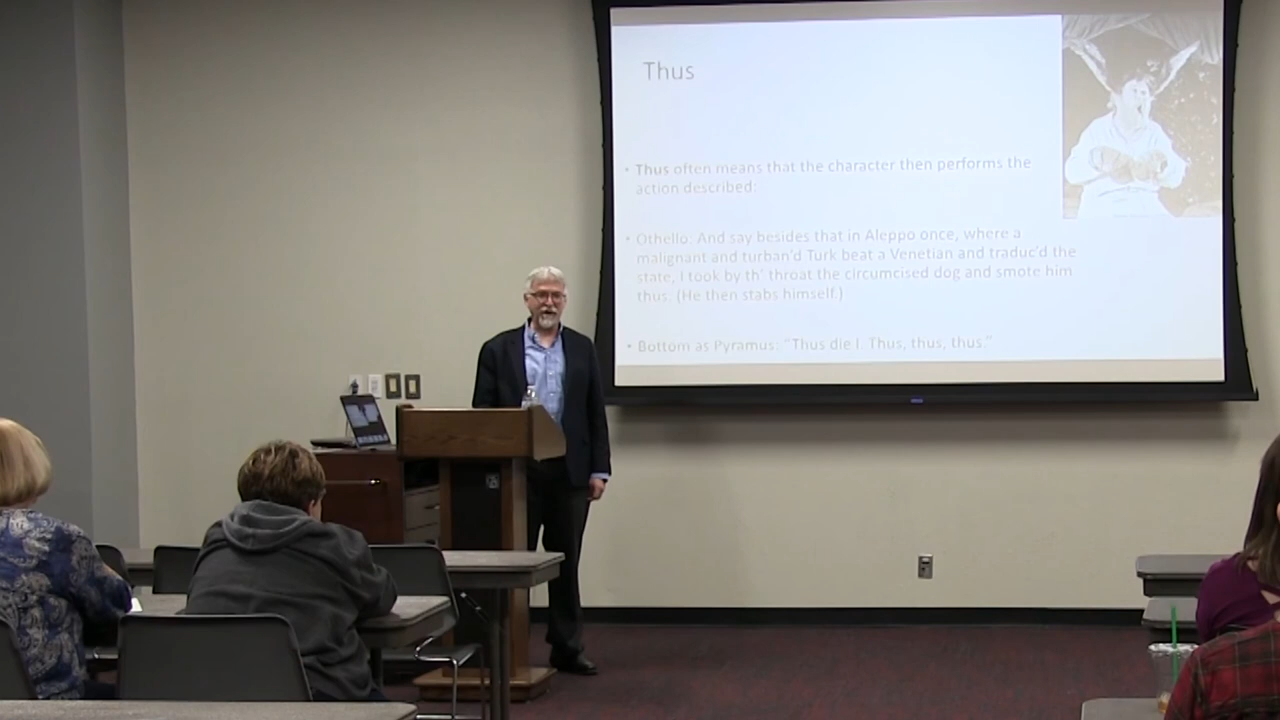 Thus
• Thus often means that the character then performs the
action described:
• Othello: And say besides that in Aleppo once, where a
malignant and turban'd Turk beat a Venetian and traduc'd the
state, I took by th' throat the circumcised dog and smote him
thus. (He then stabs himself.)
• Bottom as Pyramus: “Thus die I. Thus, thus, thus.”